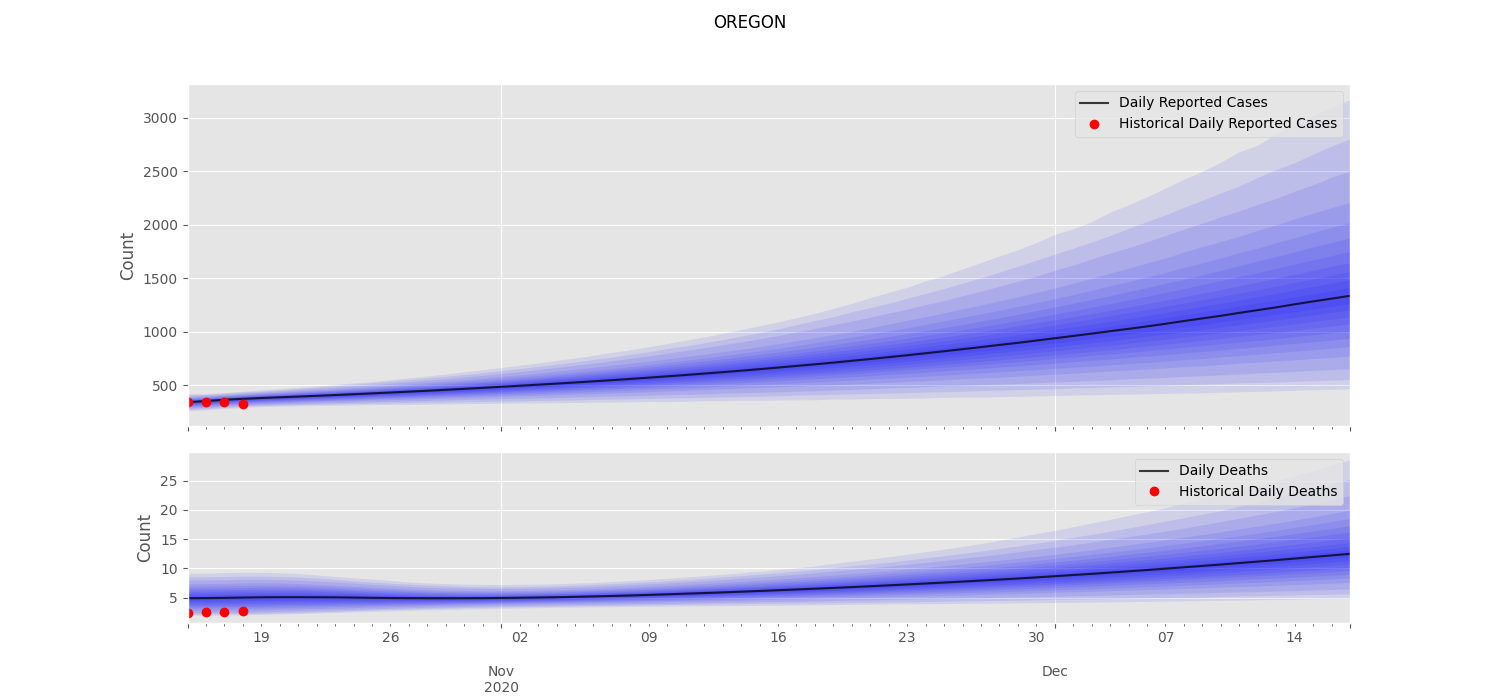 OREGON
Daily Reported Cases
Historical Daily Reported Cases
3000
2500
2000
1500
1000
500
Count
Daily Deaths
Historical Daily Deaths
25
20
15
10
5
Count
19 26 02 09 16 23 30 07 14
Nov Dec
2020